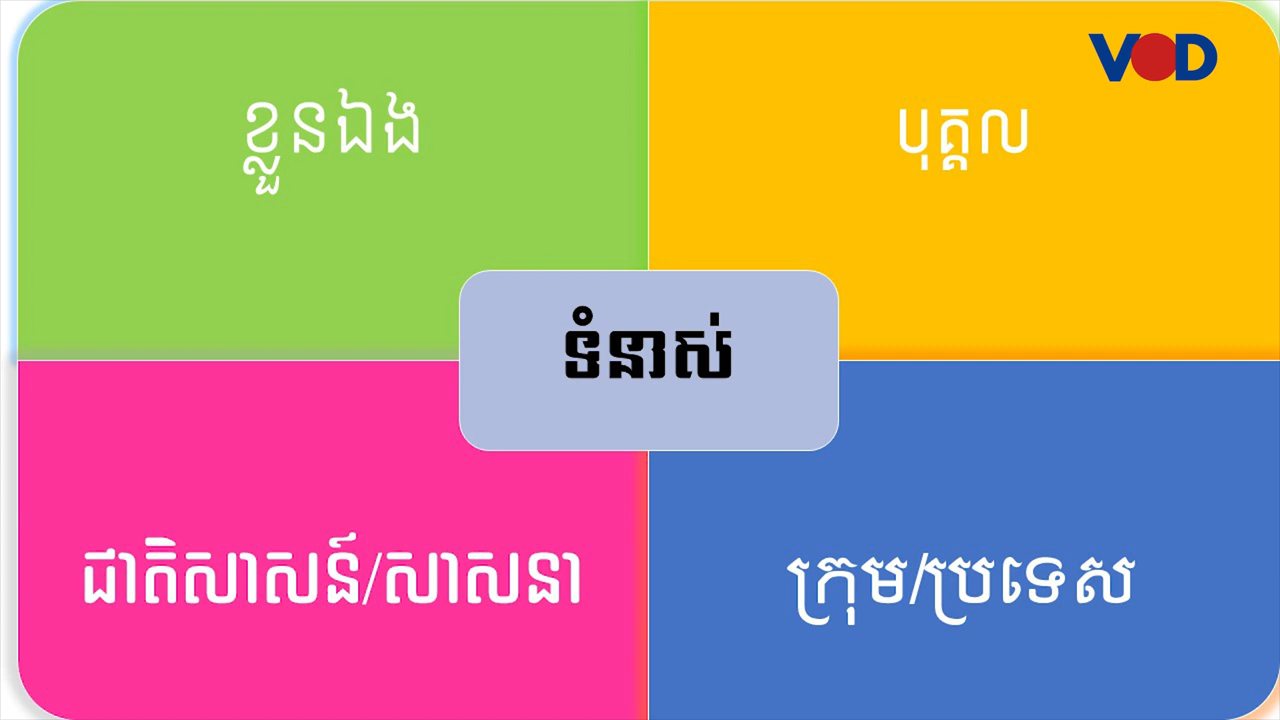 VOD
ខ្លួនឯង
បុគ្គល
ទំនាស់
ជាតិសាសន៍/សាសនា
ក្រុម/ប្រទេស